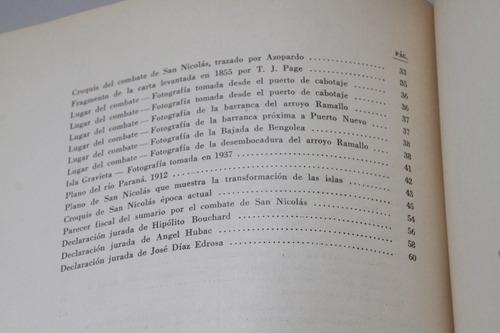 PÁG.
Croquis del combate de San Nicolás, trazado por Azopardo 33
Fragmento de la carta levantada en 1855 por T. J. Page 35
Lugar del combate — Fotografía tomada desde el puerto de cabotaje 36
Lugar del combate — Fotografía tomada desde el puerto de cabotaje 36
Lugar del combate — Fotografía de la barranca del arroyo Ramallo 37
Lugar del combate — Fotografía de la barranca próxima a Puerto Nuevo 37
Lugar del combate — Fotografía de la Bajada de Bengolea 38
Lugar del combate — Fotografía de la desembocadura del arroyo Ramallo 38
Isla Gravieta — Fotografía tomada en 1937 41
Plano del río Paraná. 1912 42
Plano de San Nicolás que muestra la transformación de las islas 43
Croquis de San Nicolás época actual 45
Parecer fiscal del sumario por el combate de San Nicolás 54
Declaración jurada de Hipólito Bouchard 56
Declaración jurada de Angel Hubac 58
Declaración jurada de José Díaz Edrosa 60